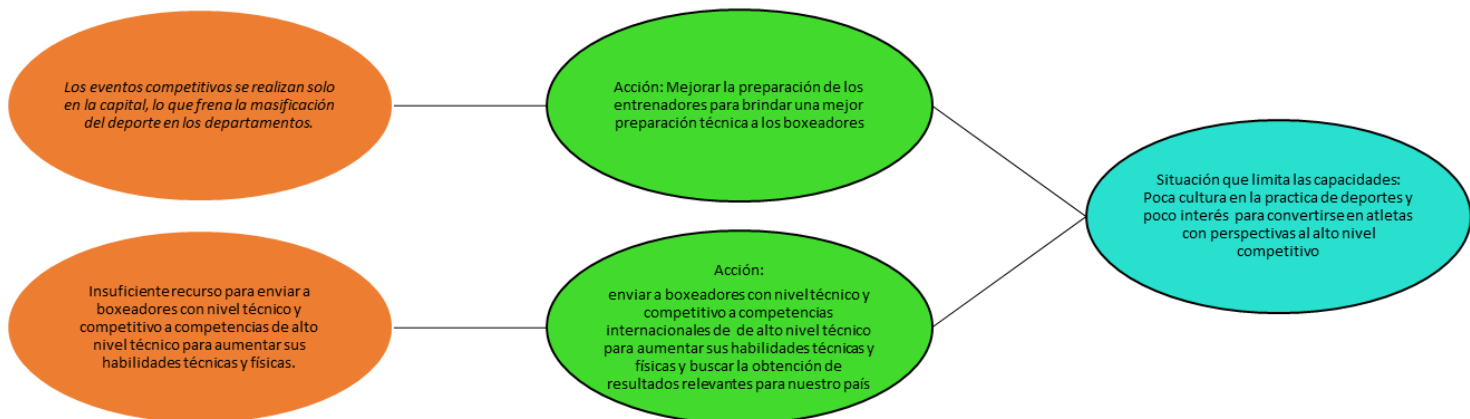 Los eventos competitivos se realizan solo
en la capital, lo que frena la masificación
del deporte en los departamentos.
Acción: Mejorar la preparación de los
entrenadores para brindar una mejor
preparación técnica a los boxeadores
Situación que limita las capacidades:
Poca cultura en la practica de deportes y
poco interés para convertirse en atletas
con perspectivas al alto nivel
competitivo
Insuficiente recurso para enviar a
boxeadores con nivel técnico y
competitivo a competencias de alto
nivel técnico para aumentar sus
habilidades técnicas y físicas.
Acción:
enviar a boxeadores con nivel técnico y
competitivo a competencias
internacionales de de alto nivel técnico
para aumentar sus habilidades técnicas y
físicas y buscar la obtención de
resultados relevantes para nuestro país